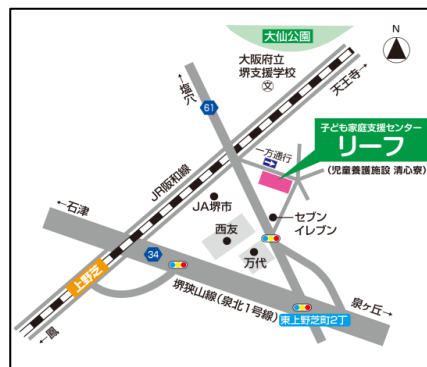 大仙公園
N
大阪府立
堺支援学校
文
天王寺→
←塩穴
61
子ども家庭支援センター
リーフ
(児童養護施設 清心寮)
一方通行
JR阪和線
JA堺市
←石津
セブン
イレブン
西友
34
万代
上野芝
堺狭山線(泉北1号線)
泉ヶ丘→
東上野芝町2丁
←鳳